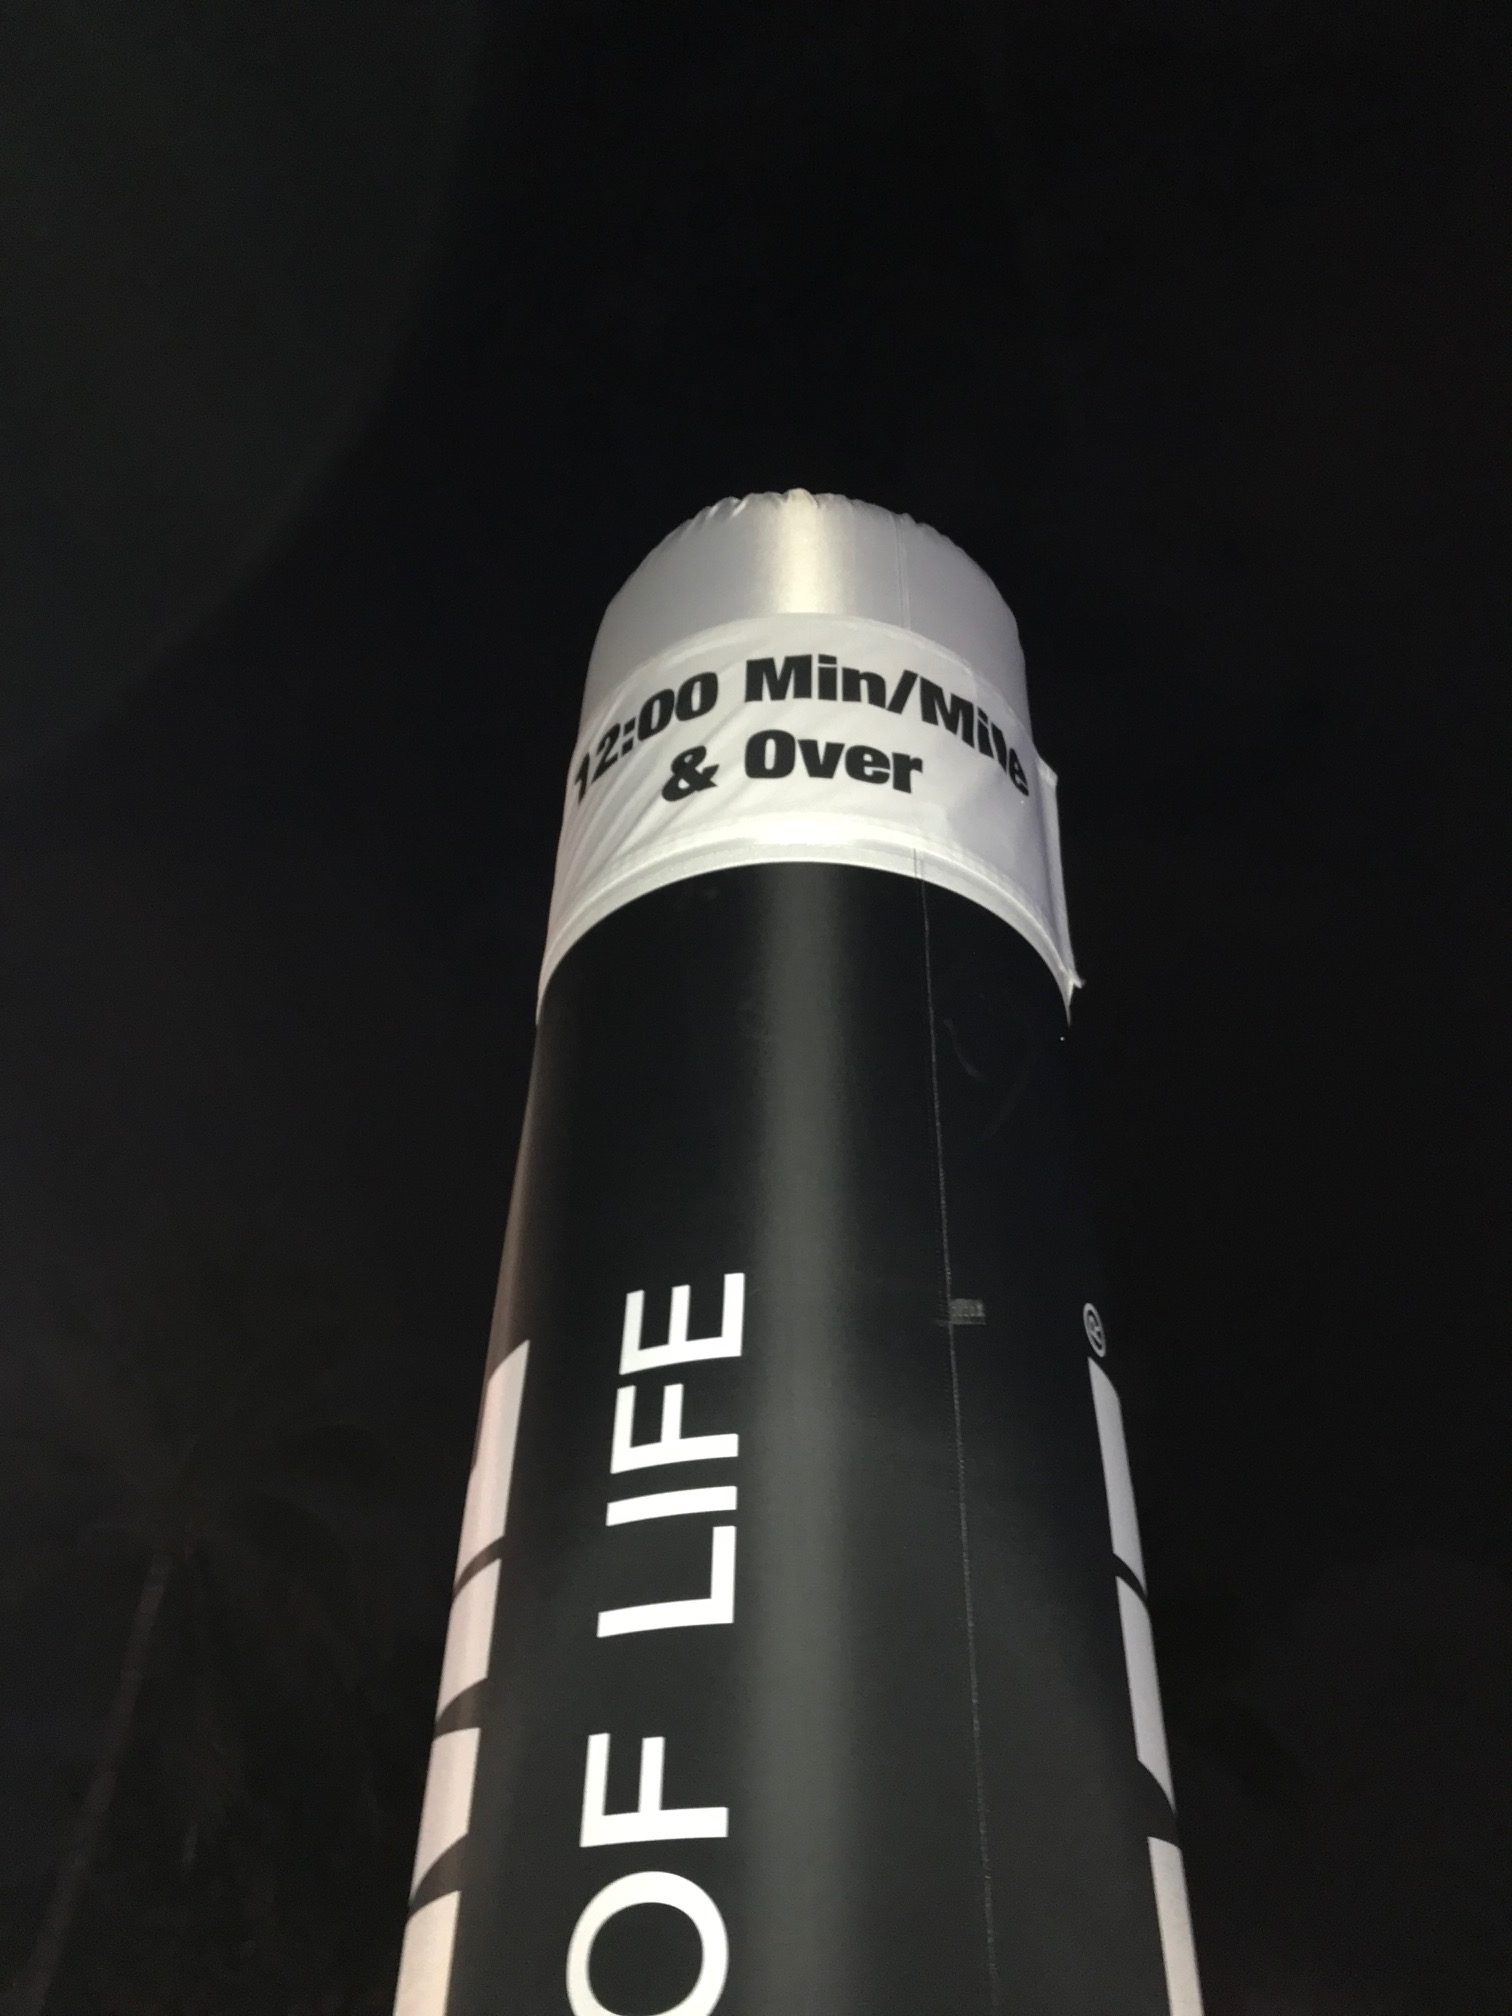 12:00 Min/Mile
& Over
OF LIFE
®